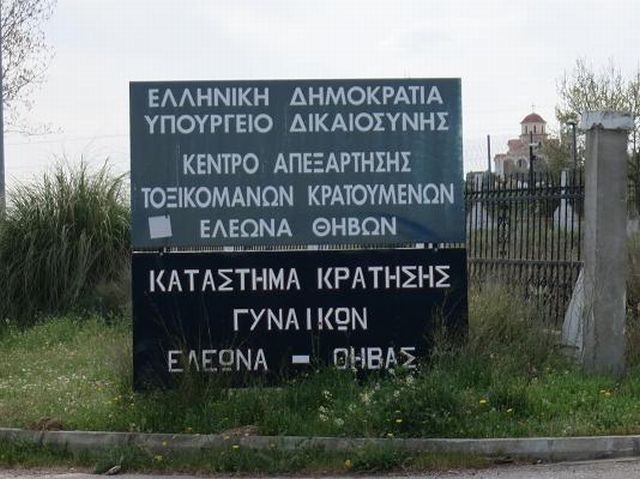 ΕΛΛΗΝΙΚΗ ΔΗΜΟΚΡΑΤΙΑ
ΥΠΟΥΡΓΕΙΟ ΔΙΚΑΙΟΣΥΝΗΣ
ΚΕΝΤΡΟ ΑΠΕΞΑΡΤΗΣΗΣ
ΤΟΞΙΚΟΜΑΝΩΝ ΚΡΑΤΟΥΜΕΝΩΝ
ΕΛΕΩΝΑ ΘΗΒΩΝ
ΚΑΤΑΣΤΗΜΑ ΚΡΑΤΗΣΗΣ
ΓΥΝΑΙΚΩΝ
ΕΛΕΩΝΑ - ΘΗΒΑΣ